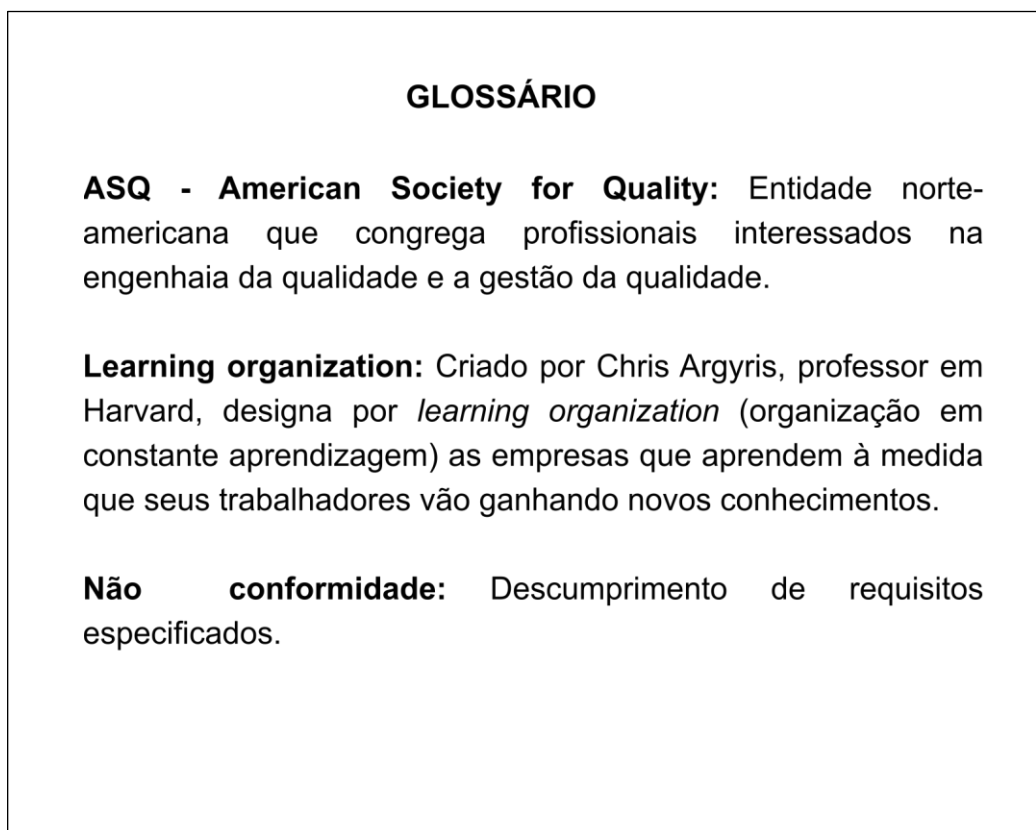 GLOSSÁRIO
ASQ - American Society for Quality: Entidade norte-
americana que congrega profissionais interessados na
engenhaia da qualidade e a gestão da qualidade.
Learning organization: Criado por Chris Argyris, professor em
Harvard, designa por learning organization (organização em
constante aprendizagem) as empresas que aprendem à medida
que seus trabalhadores vão ganhando novos conhecimentos.
Não conformidade: Descumprimento de requisitos
especificados.